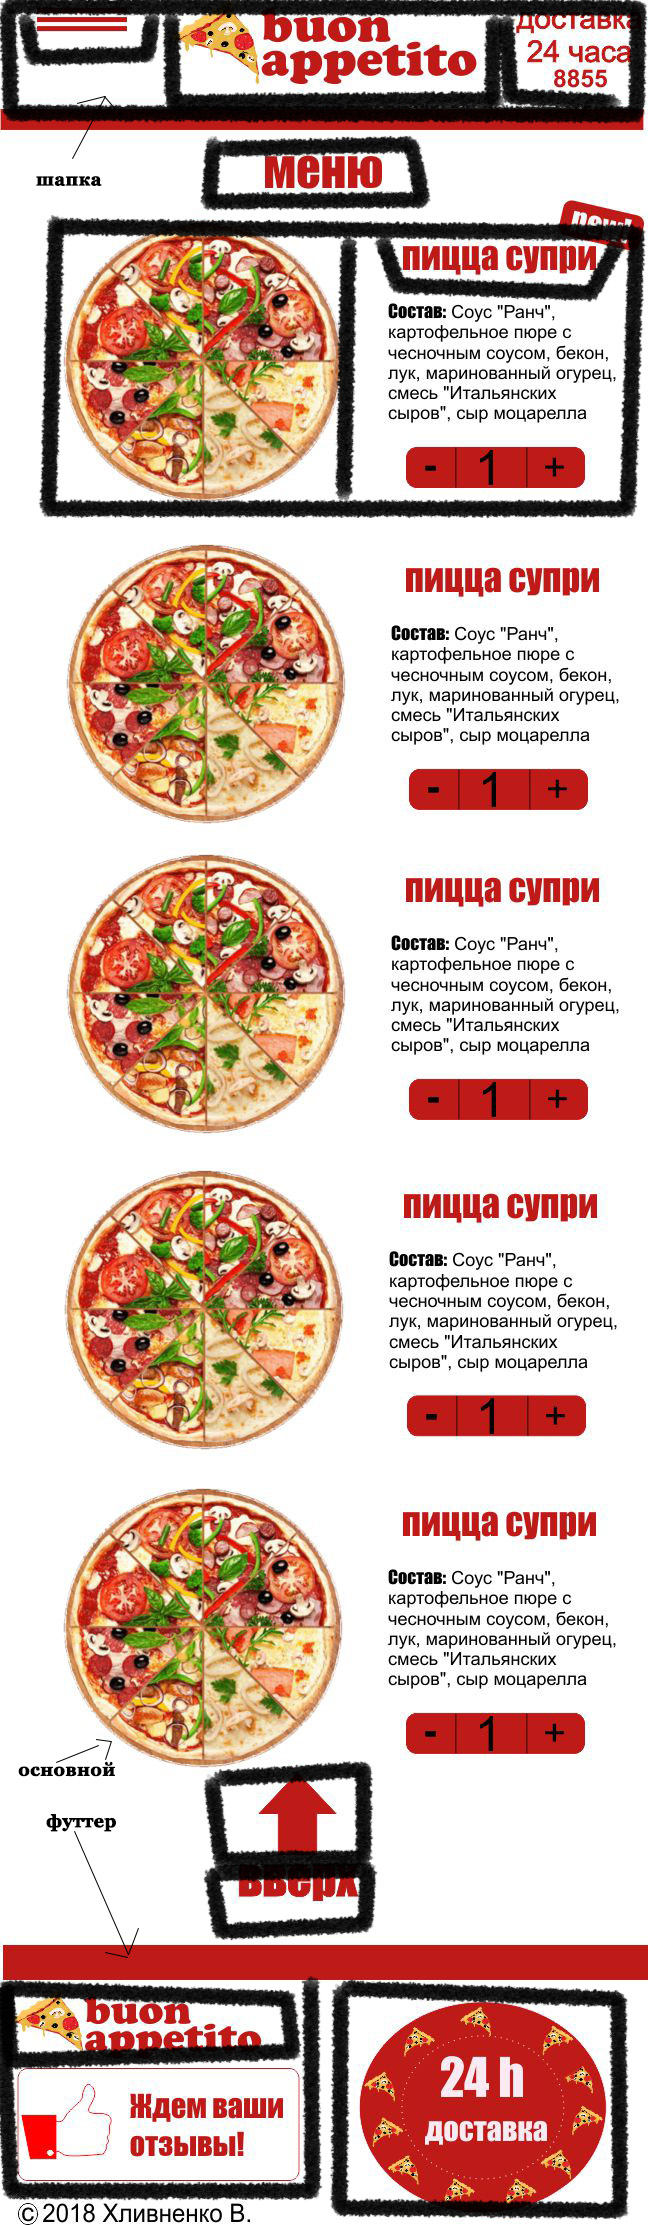 buon
appetito
доставка
24 часа
8855
шапка
меню
new!
пицца супри
Состав: Соус "Ранч",
картофельное пюре с
чесночным соусом, бекон,
лук, маринованный огурец,
смесь "Итальянских
сыров", сыр моцарелла
- 1 +
пицца супри
Состав: Соус "Ранч",
картофельное пюре с
чесночным соусом, бекон,
лук, маринованный огурец,
смесь "Итальянских
сыров", сыр моцарелла
- 1 +
пицца супри
Состав: Соус "Ранч",
картофельное пюре с
чесночным соусом, бекон,
лук, маринованный огурец,
смесь "Итальянских
сыров", сыр моцарелла
- 1 +
пицца супри
Состав: Соус "Ранч",
картофельное пюре с
чесночным соусом, бекон,
лук, маринованный огурец,
смесь "Итальянских
сыров", сыр моцарелла
- 1 +
пицца супри
Состав: Соус "Ранч",
картофельное пюре с
чесночным соусом, бекон,
лук, маринованный огурец,
смесь "Итальянских
сыров", сыр моцарелла
- 1 +
основной
футтер
вверх
buon
appetito
Ждем ваши
отзывы!
24 h
доставка
© 2018 Хливненко В.